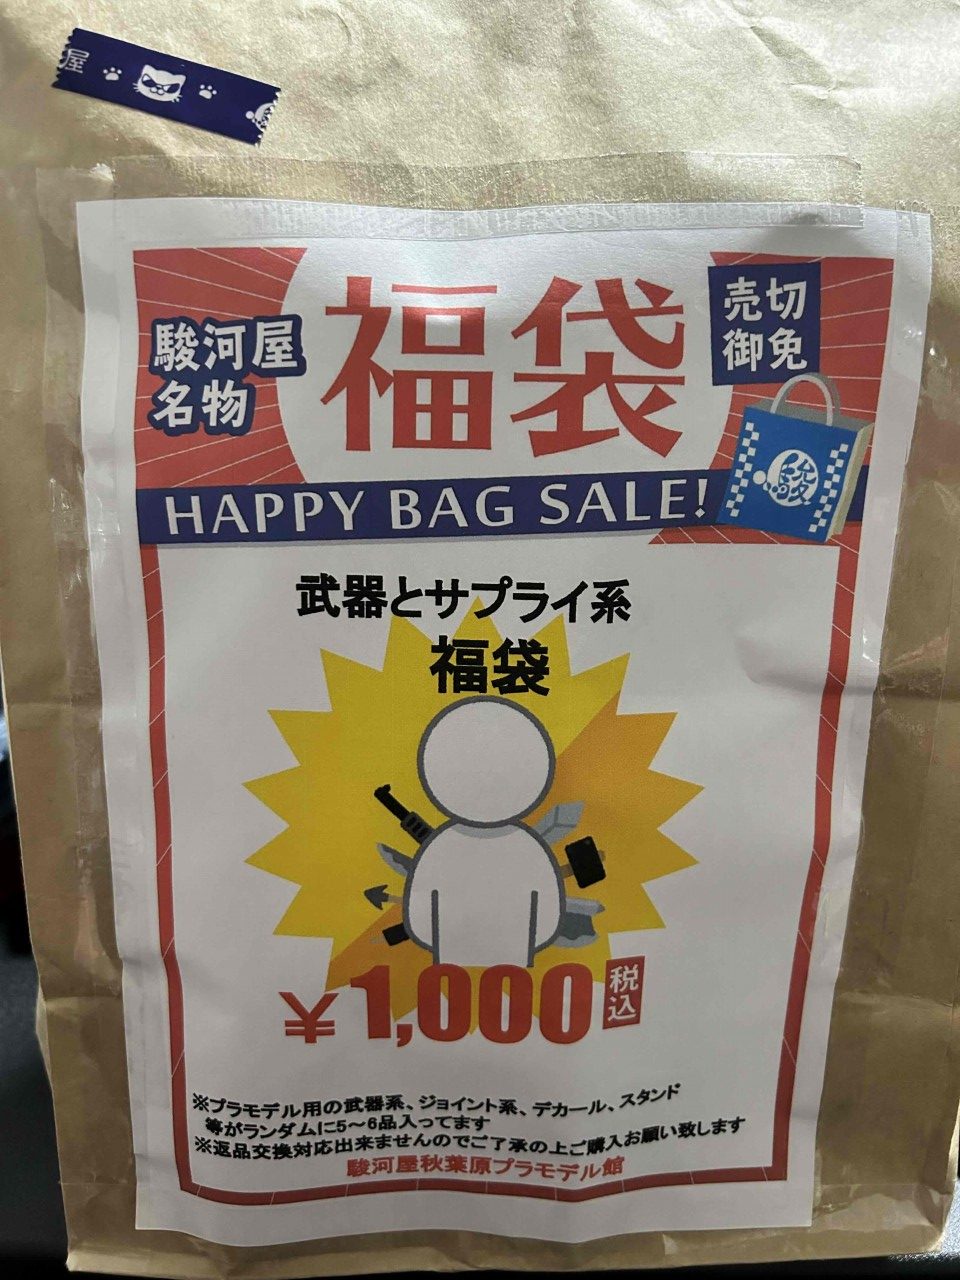 屋
駿河屋
名物
福袋
売切
御免
駿
HAPPY BAG SALE!
武器とサプライ系
福袋
¥1,000
税込
※プラモデル用の武器系、ジョイント系、デカール、スタンド
等がランダムに5〜6品入ってます
※返品交換対応出来ませんのでご了承の上ご購入お願い致します
駿河屋秋葉原プラモデル館